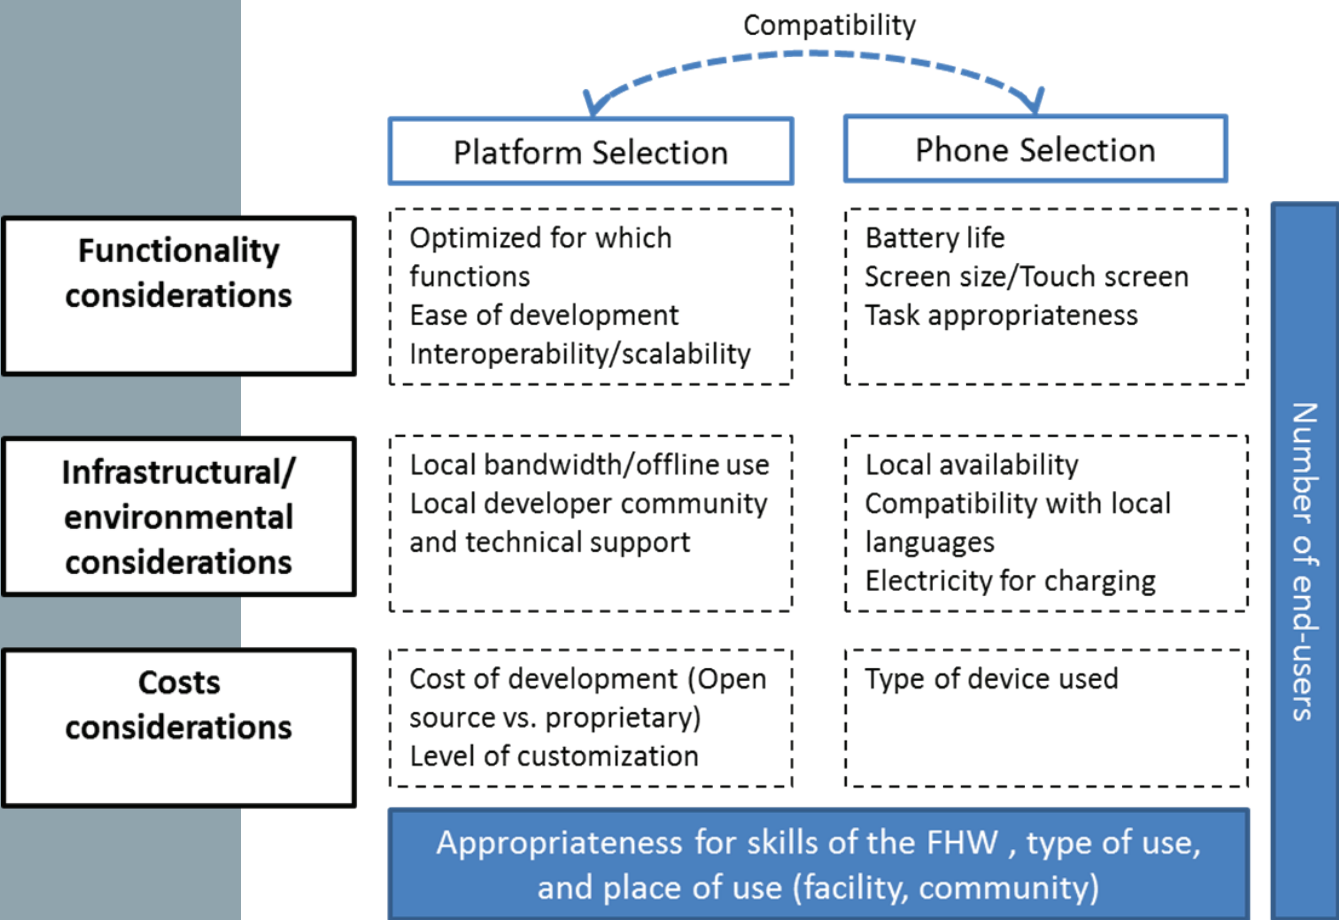 Compatibility
Platform Selection
Phone Selection
Functionality
considerations
Optimized for which
functions
Ease of development
Interoperability/scalability
Battery life
Screen size/Touch screen
Task appropriateness
Infrastructural/
environmental
considerations
Local bandwidth/offline use
Local developer community
and technical support
Local availability
Compatibility with local
languages
Electricity for charging
Costs
considerations
Cost of development (Open
source vs. proprietary)
Level of customization
Type of device used
Number of end-users
Appropriateness for skills of the FHW , type of use,
and place of use (facility, community)